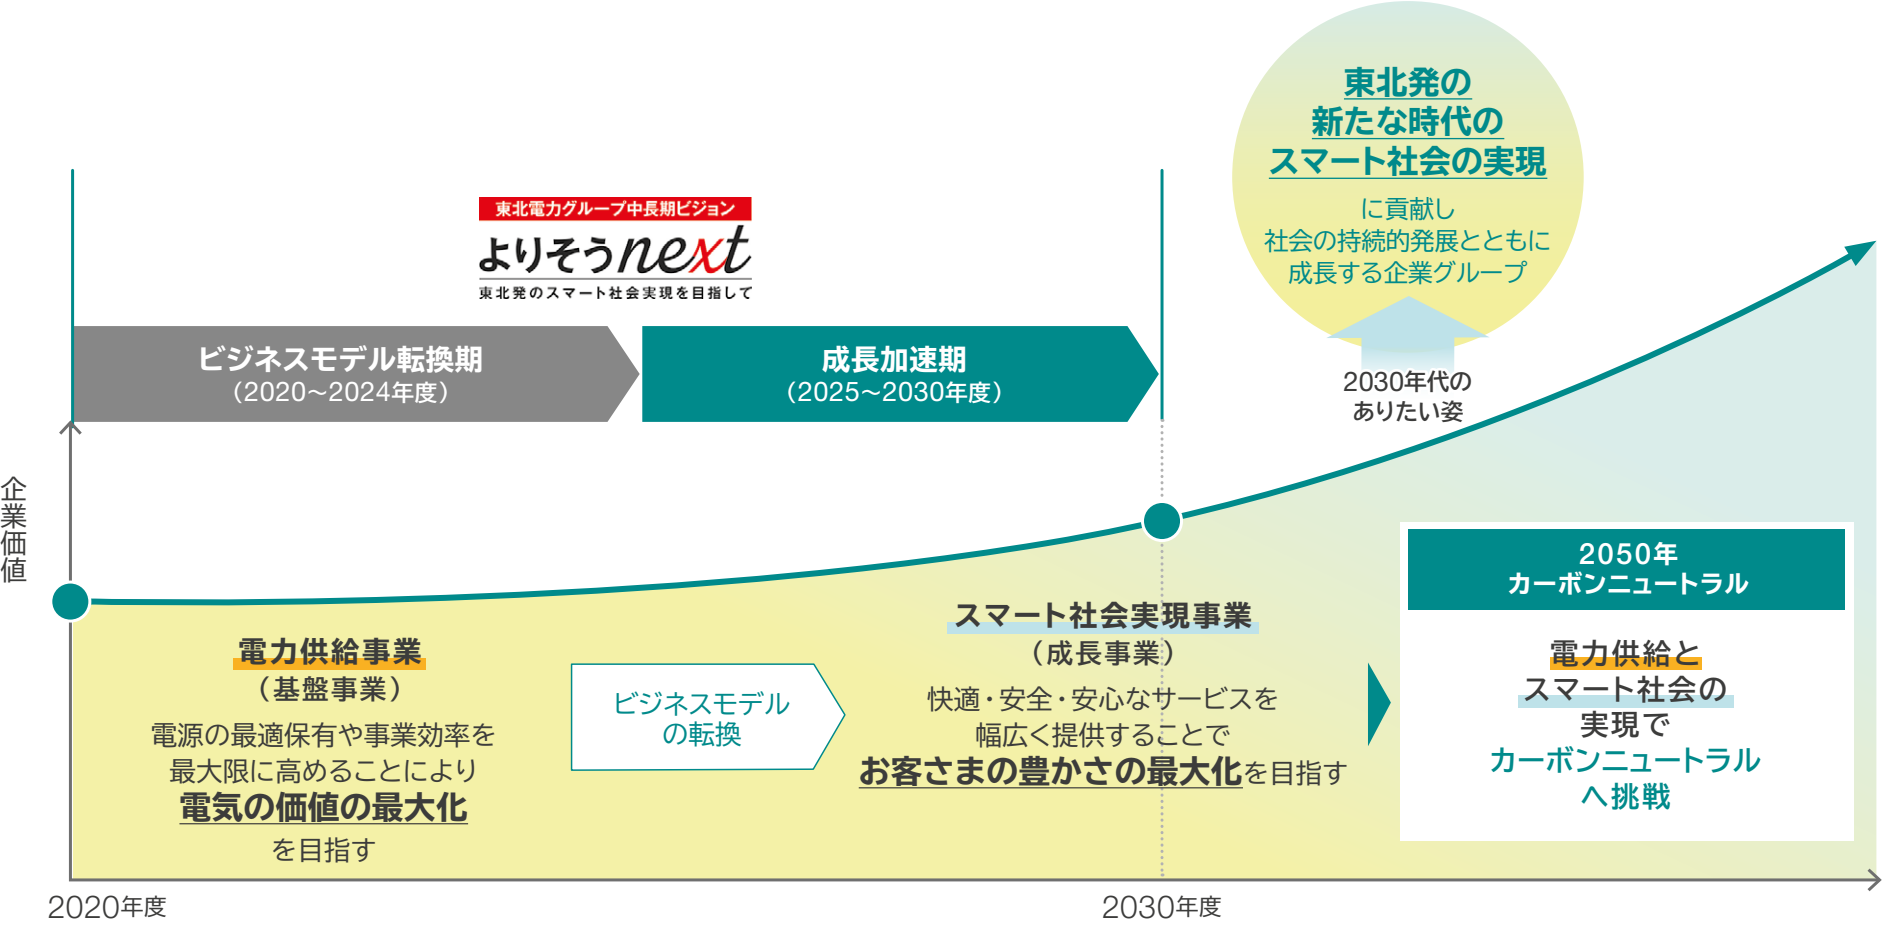 東北発の
新たな時代の
スマート社会の実現
に貢献し
社会の持続的発展とともに
成長する企業グループ
2030年代の
ありたい姿
東北電力グループ中長期ビジョン
よりそうnext
東北発のスマート社会実現を目指して
ビジネスモデル転換期
（2020～2024年度）
成長加速期
（2025～2030年度）
企業価値
電力供給事業
（基盤事業）
電源の最適保有や事業効率を
最大限に高めることにより
電気の価値の最大化
を目指す
ビジネスモデル
の転換
スマート社会実現事業
（成長事業）
快適・安全・安心なサービスを
幅広く提供することで
お客さまの豊かさの最大化を目指す
2050年
カーボンニュートラル
電力供給と
スマート社会の
実現で
カーボンニュートラル
へ挑戦
2020年度
2030年度